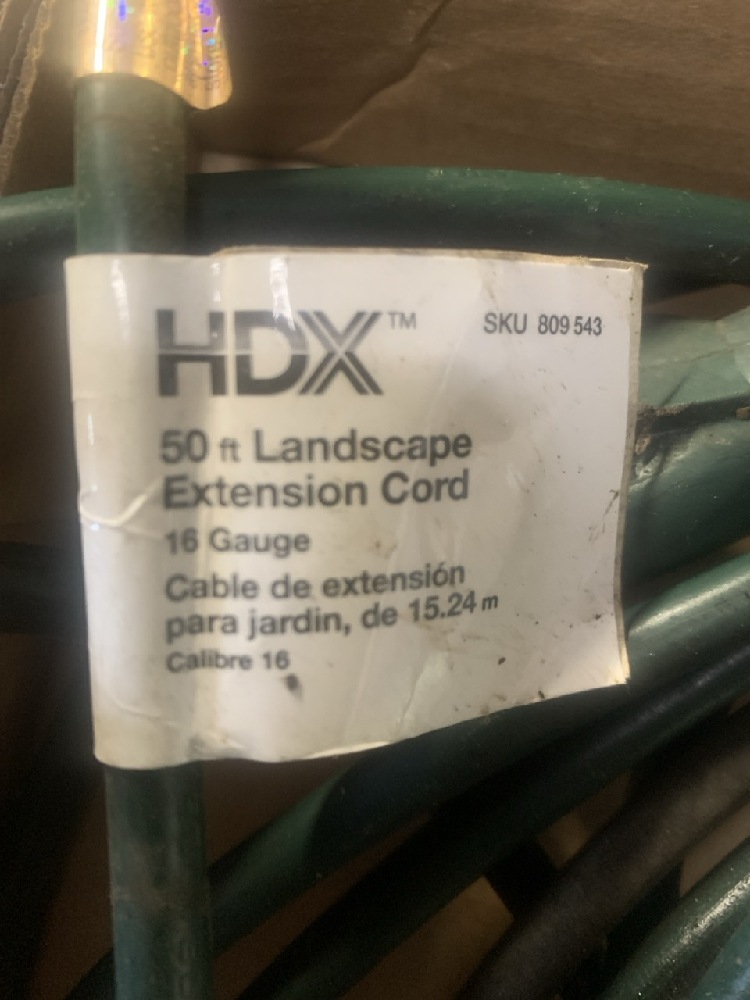 HDX™
SKU 809 543
50 ft Landscape
Extension Cord
16 Gauge
Cable de extensión
para jardin, de 15.24 m
Calibre 16